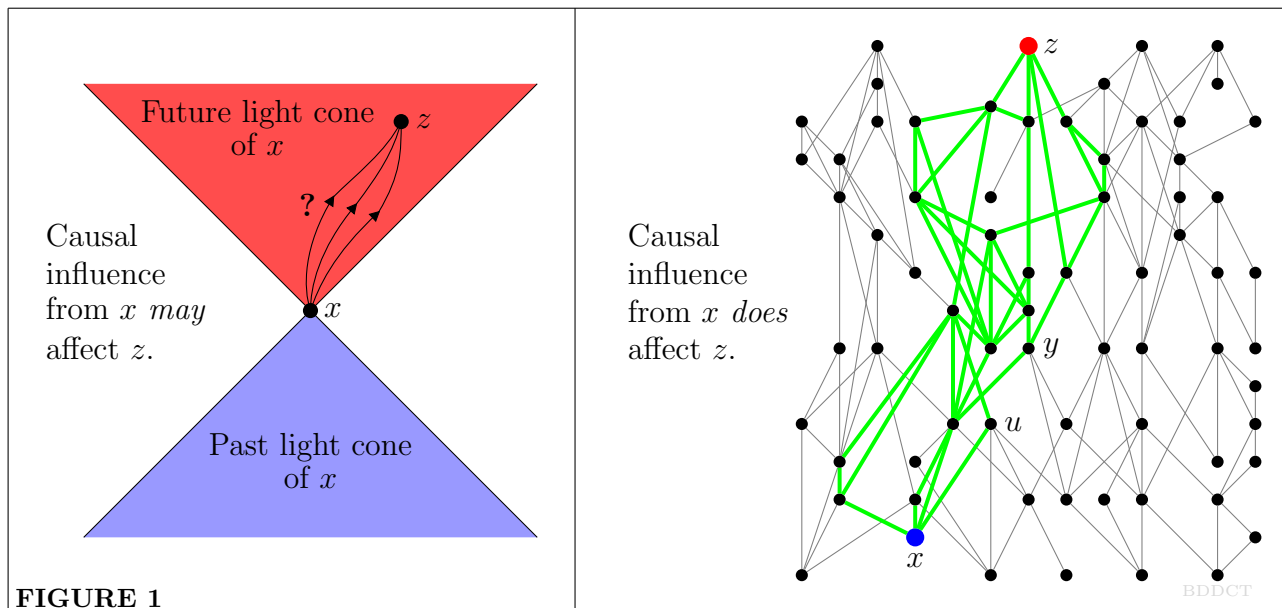 Future light cone
of x
z
?
Causal
influence
from x may
affect z.
x
Past light cone
of x
FIGURE 1
z
Causal
influence
from x does
affect z.
y
u
x
BDDCT